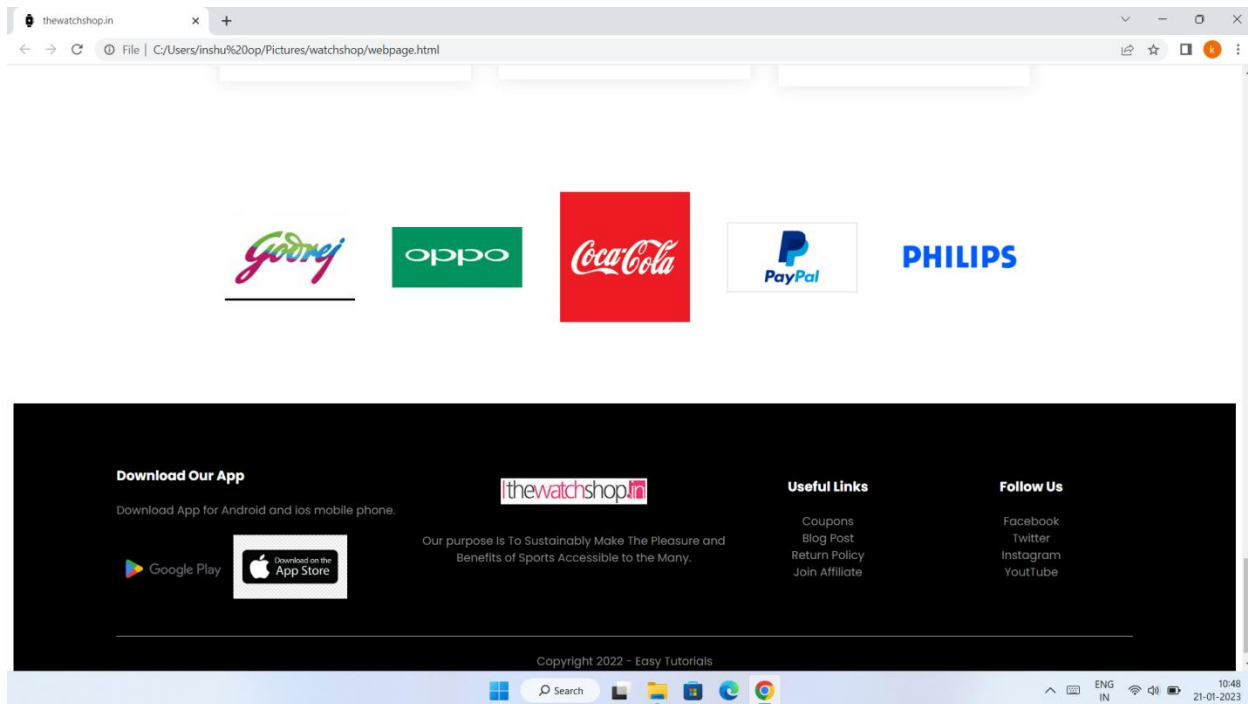 thewatchshop.in
File | C:/Users/inshu%20op/Pictures/watchshop/webpage.html
k
Godrej
oppo
Coca-Cola
PayPal
PHILIPS
Download Our App
Download App for Android and ios mobile phone.
Google Play
Download on the
App Store
thewatchshop.in
Our purpose Is To Sustainably Make The Pleasure and
Benefits of Sports Accessible to the Many.
Useful Links
Coupons
Blog Post
Return Policy
Join Affiliate
Follow Us
Facebook
Twitter
Instagram
YoutTube
Copyright 2022 - Easy Tutorials
Search
ENG
IN
10:48
21-01-2023